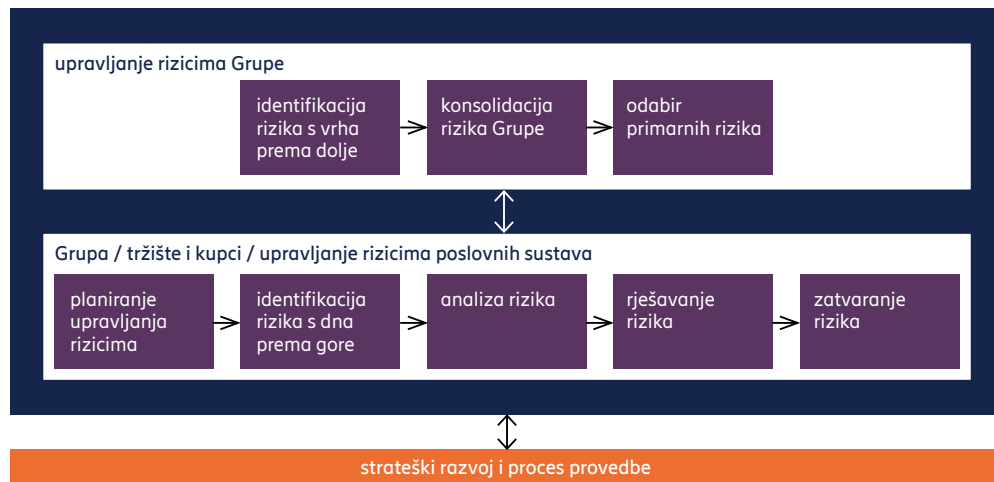 upravljanje rizicima Grupe
identifikacija
rizika s vrha
prema dolje
konsolidacija
rizika Grupe
odabir
primarnih rizika
Grupa / tržište i kupci / upravljanje rizicima poslovnih sustava
planiranje
upravljanja
rizicima
identifikacija
rizika s dna
prema gore
analiza rizika
rješavanje
rizika
zatvaranje
rizika
strateški razvoj i proces provedbe